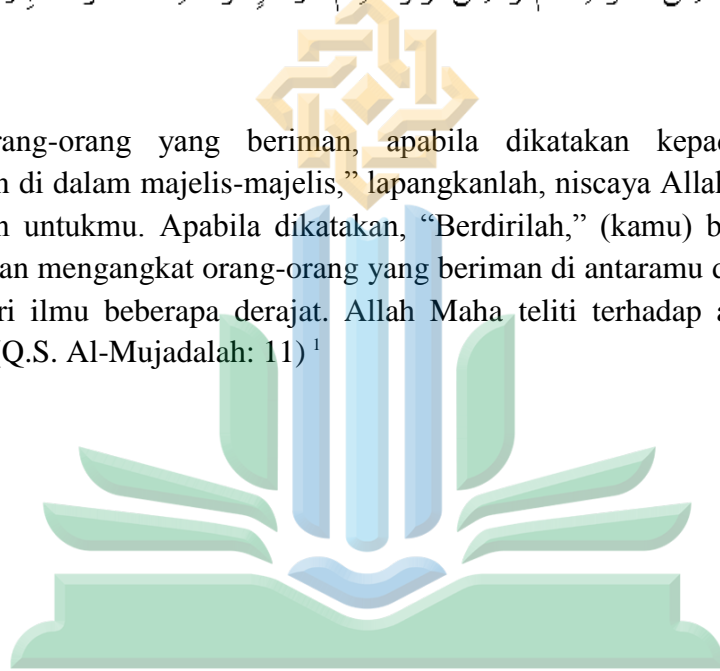 rang-orang yang beriman, apabila dikatakan kepad
n di dalam majelis-majelis,” lapangkanlah, niscaya Allah
n untukmu. Apabila dikatakan, “Berdirilah,” (kamu) b
an mengangkat orang-orang yang beriman di antaramu d
ri ilmu beberapa derajat. Allah Maha teliti terhadap a
(Q.S. Al-Mujadalah: 11) 1